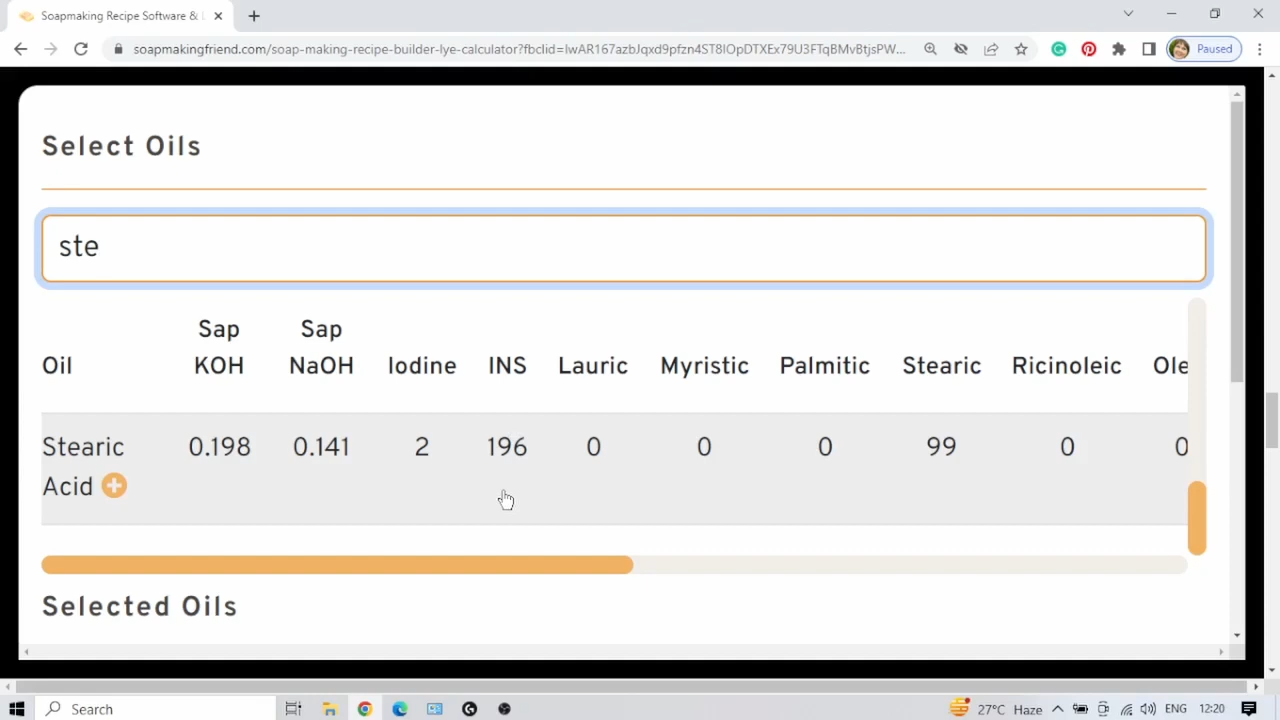 Soapmaking Recipe Software & L
soapmakingfriend.com/soap-making-recipe-builder-lye-calculator?fbclid=IwAR167azbJqxd9pfzn4ST8IOpDTXEx79U3FTqBMvBtjsPW...
Paused
Select Oils
ste
Oil Sap KOH Sap NaOH Iodine INS Lauric Myristic Palmitic Stearic Ricinoleic Ole
Stearic Acid 0.198 0.141 2 196 0 0 0 99 0 0
Selected Oils
Search
27°C Haze ENG 12:20